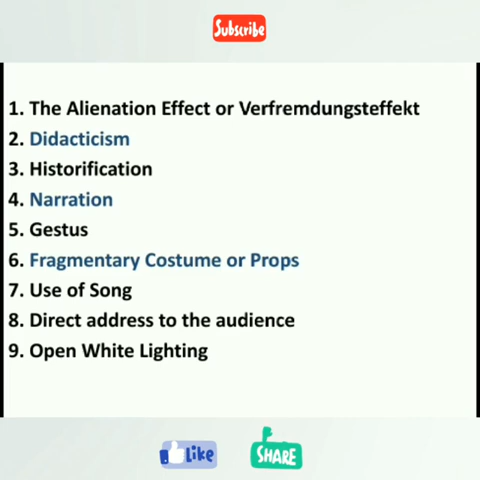 Subscribe
1. The Alienation Effect or Verfremdungsteffekt
2. Didacticism
3. Historification
4. Narration
5. Gestus
6. Fragmentary Costume or Props
7. Use of Song
8. Direct address to the audience
9. Open White Lighting
Like
SHARE